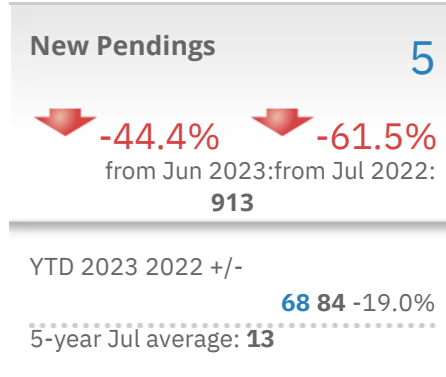 New Pendings
5
-44.4% -61.5%
from Jun 2023:from Jul 2022:
913
YTD 2023 2022 +/-
68 84 -19.0%
5-year Jul average: 13